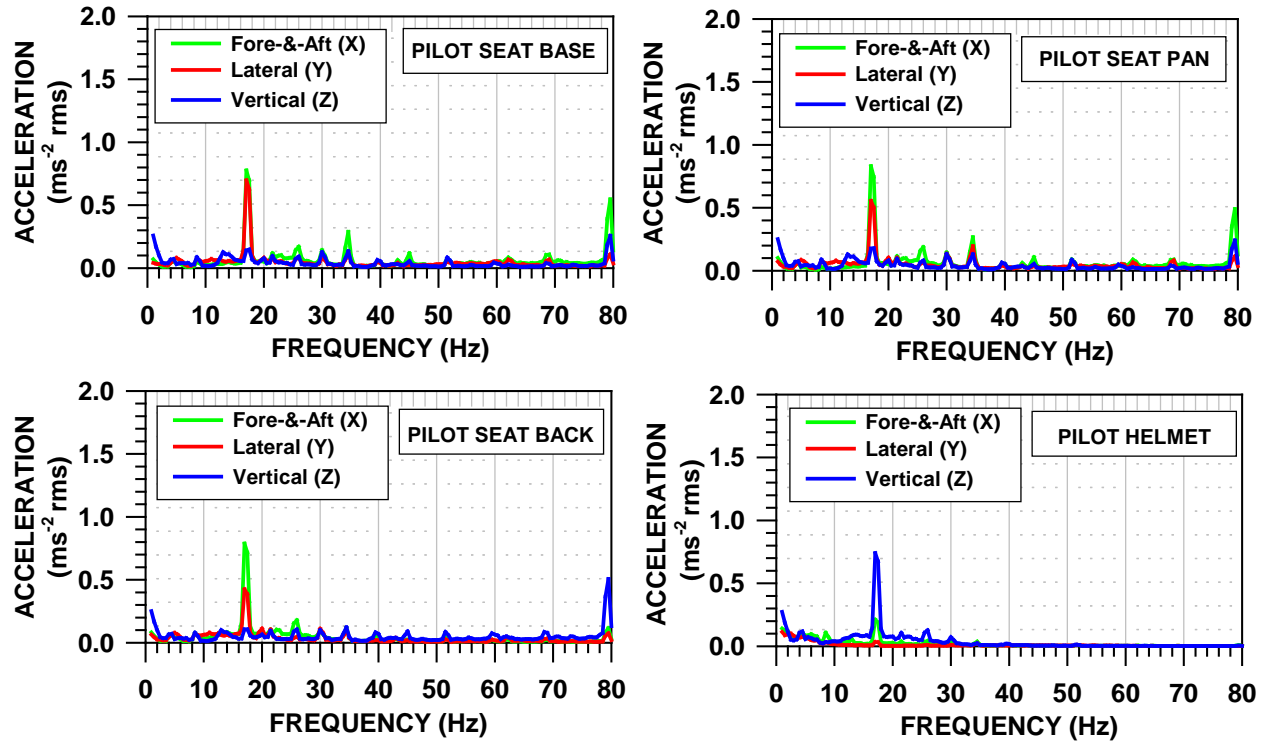 2.0
Fore-&-Aft (X)
Lateral (Y)
Vertical (Z)
PILOT SEAT BASE
1.5
1.0
0.5
0.0
ACCELERATION
(ms⁻² rms)
0 10 20 30 40 50 60 70 80
FREQUENCY (Hz)
2.0
Fore-&-Aft (X)
Lateral (Y)
Vertical (Z)
PILOT SEAT PAN
1.5
1.0
0.5
0.0
ACCELERATION
(ms⁻² rms)
0 10 20 30 40 50 60 70 80
FREQUENCY (Hz)
2.0
Fore-&-Aft (X)
Lateral (Y)
Vertical (Z)
PILOT SEAT BACK
1.5
1.0
0.5
0.0
ACCELERATION
(ms⁻² rms)
0 10 20 30 40 50 60 70 80
FREQUENCY (Hz)
2.0
Fore-&-Aft (X)
Lateral (Y)
Vertical (Z)
PILOT HELMET
1.5
1.0
0.5
0.0
ACCELERATION
(ms⁻² rms)
0 10 20 30 40 50 60 70 80
FREQUENCY (Hz)